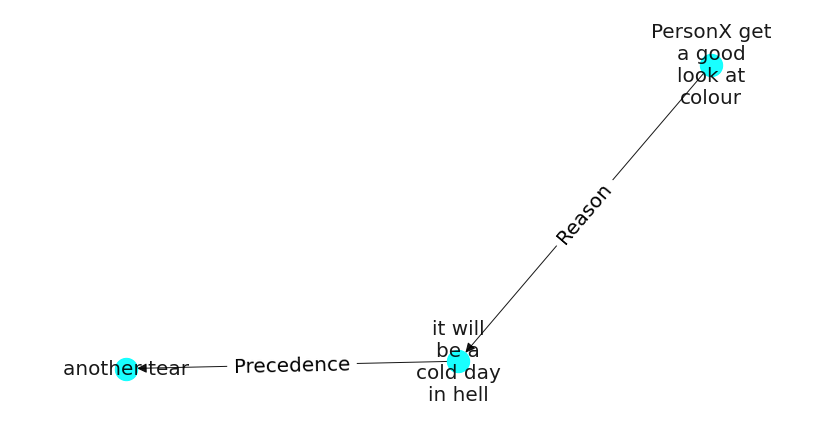 PersonX get
a good
look at
colour
Reason
it will
be a
cold day
in hell
Precedence
another tear